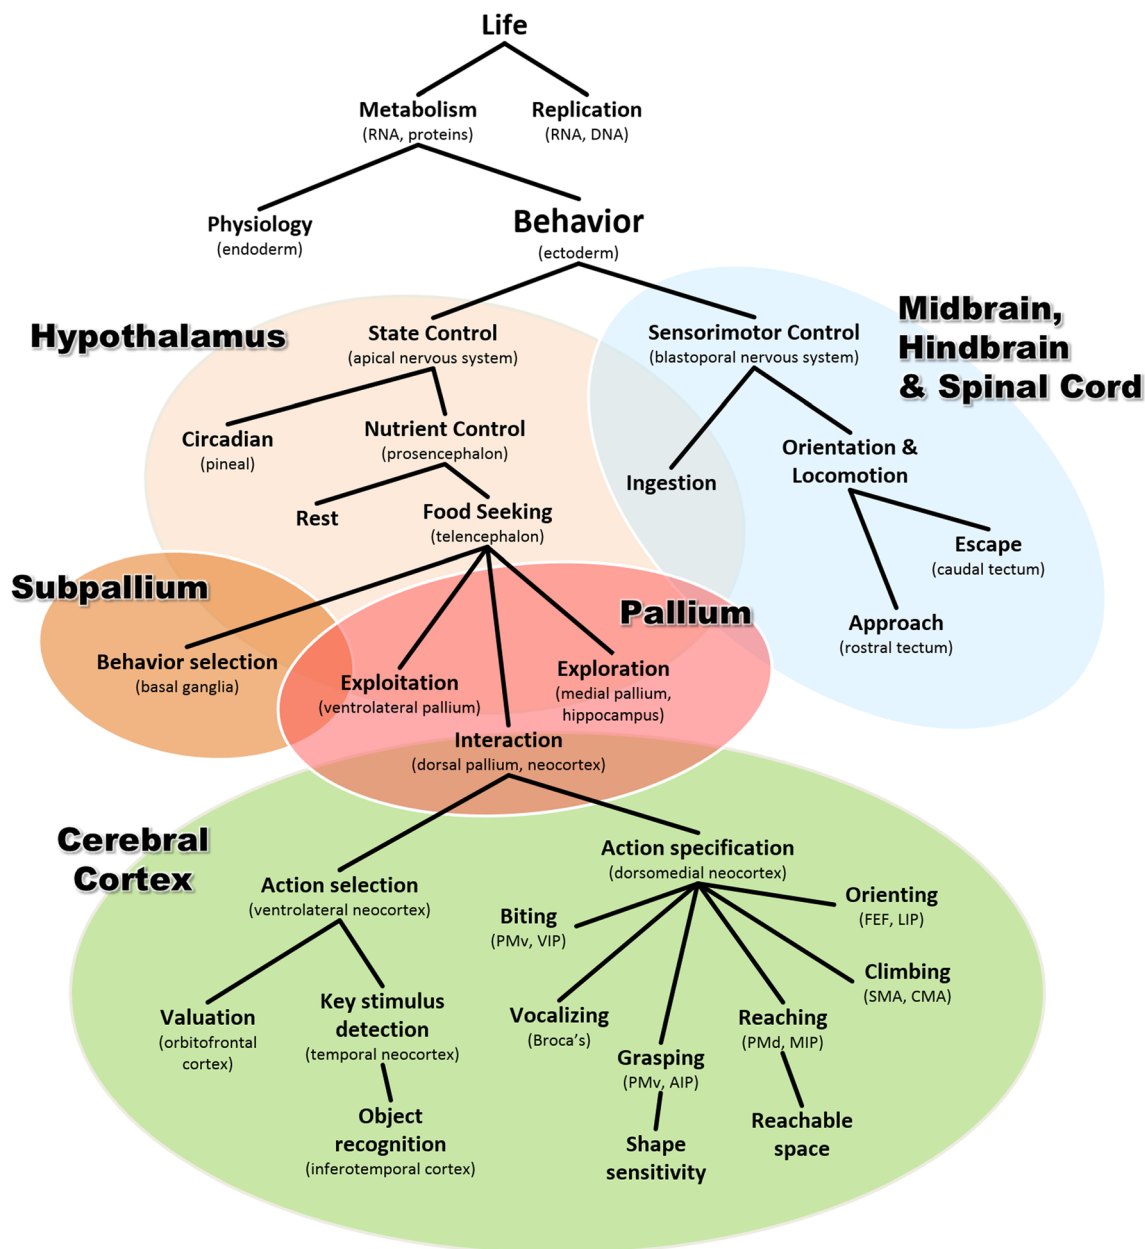 Life
Metabolism
(RNA, proteins)
Replication
(RNA, DNA)
Physiology
(endoderm)
Behavior
(ectoderm)
Hypothalamus
State Control
(apical nervous system)
Sensorimotor Control
(blastoporal nervous system)
Midbrain,
Hindbrain
& Spinal Cord
Circadian
(pineal)
Nutrient Control
(prosencephalon)
Ingestion
Orientation &
Locomotion
Rest
Food Seeking
(telencephalon)
Escape
(caudal tectum)
Approach
(rostral tectum)
Subpallium
Pallium
Behavior selection
(basal ganglia)
Exploitation
(ventrolateral pallium)
Exploration
(medial pallium,
hippocampus)
Interaction
(dorsal pallium, neocortex)
Cerebral
Cortex
Action selection
(ventrolateral neocortex)
Action specification
(dorsomedial neocortex)
Biting
(PMv, VIP)
Orienting
(FEF, LIP)
Climbing
(SMA, CMA)
Valuation
(orbitofrontal
cortex)
Key stimulus
detection
(temporal neocortex)
Vocalizing
(Broca's)
Grasping
(PMv, AIP)
Reaching
(PMd, MIP)
Object
recognition
(inferotemporal cortex)
Shape
sensitivity
Reachable
space